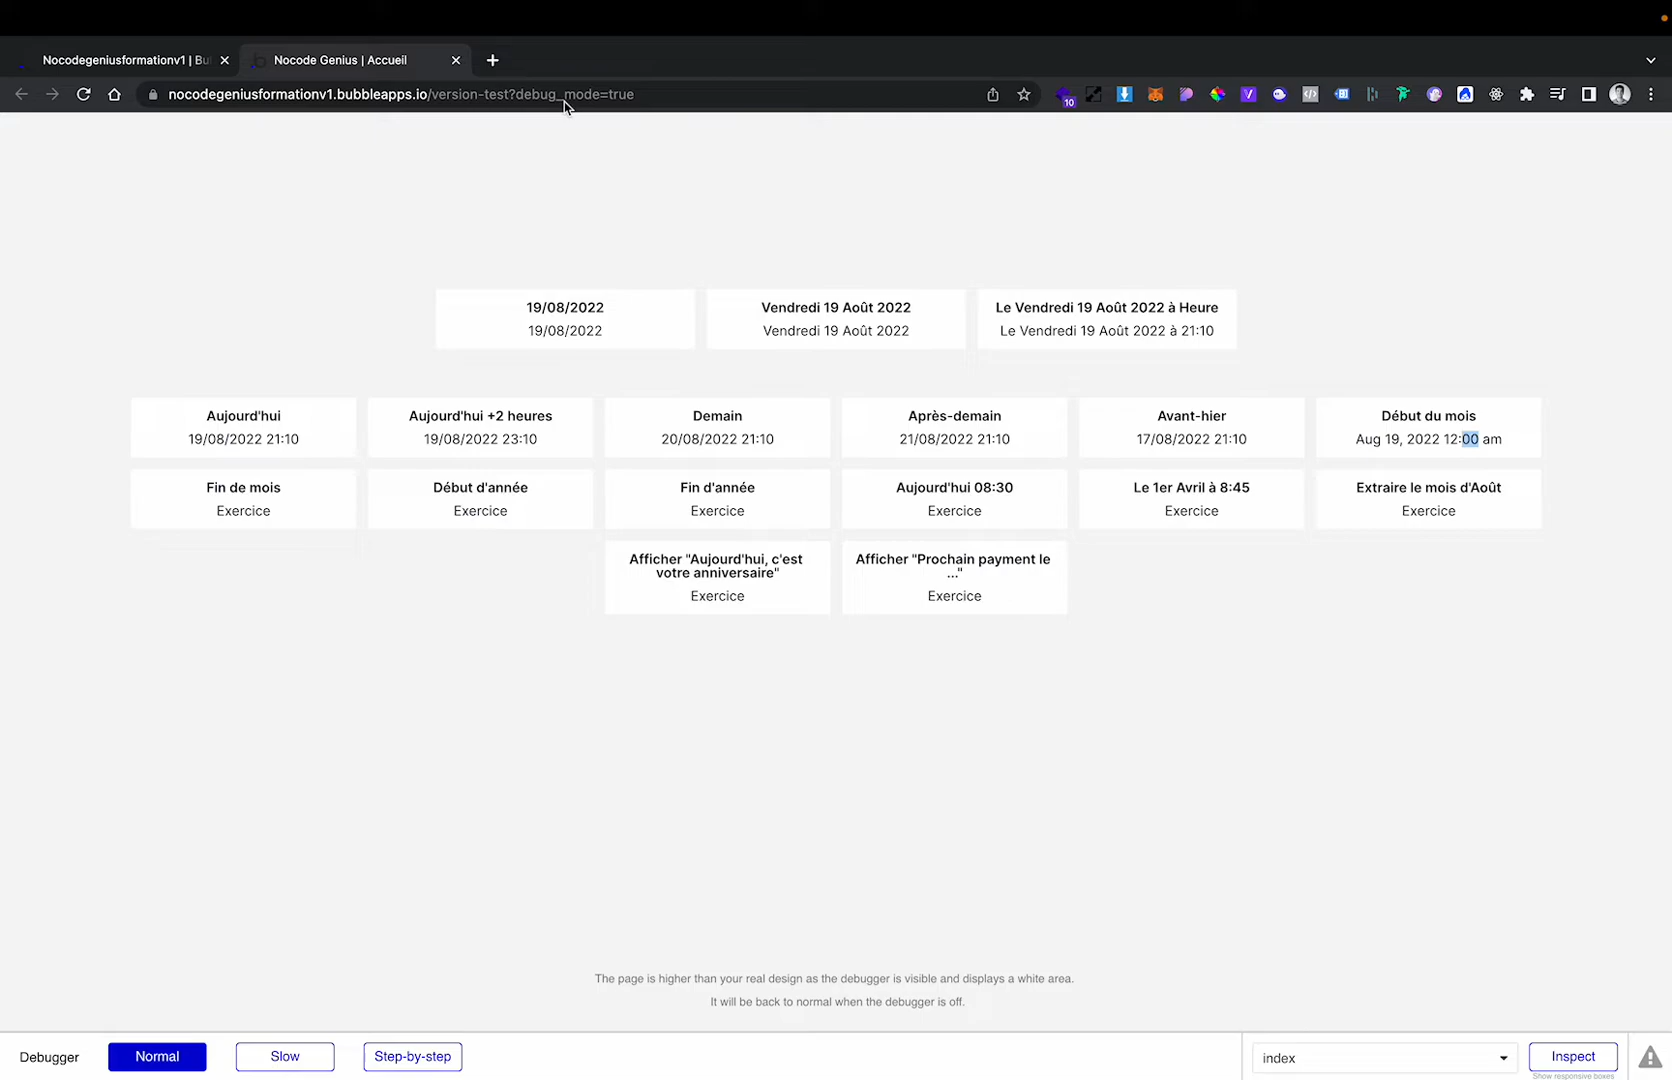 Nocodegeniusformationv1 | Bu
Nocode Genius | Accueil
nocodegeniusformationv1.bubbleapps.io/version-test?debug_mode=true
10
19/08/2022
19/08/2022
Vendredi 19 Août 2022
Vendredi 19 Août 2022
Le Vendredi 19 Août 2022 à Heure
Le Vendredi 19 Août 2022 à 21:10
Aujourd'hui
19/08/2022 21:10
Aujourd'hui +2 heures
19/08/2022 23:10
Demain
20/08/2022 21:10
Après-demain
21/08/2022 21:10
Avant-hier
17/08/2022 21:10
Début du mois
Aug 19, 2022 12:00 am
Fin de mois
Exercice
Début d'année
Exercice
Fin d'année
Exercice
Aujourd'hui 08:30
Exercice
Le 1er Avril à 8:45
Exercice
Extraire le mois d'Août
Exercice
Afficher "Aujourd'hui, c'est
votre anniversaire"
Exercice
Afficher "Prochain payment le
..."
Exercice
The page is higher than your real design as the debugger is visible and displays a white area.
It will be back to normal when the debugger is off.
Debugger
Normal
Slow
Step-by-step
index
Inspect
Show responsive boxes